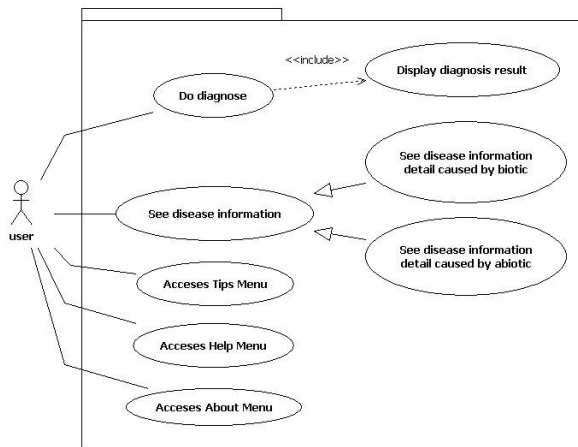 <<include>>
Do diagnose
Display diagnosis result
See disease information
detail caused by biotic
user
See disease information
See disease information
detail caused by abiotic
Acceses Tips Menu
Acceses Help Menu
Acceses About Menu